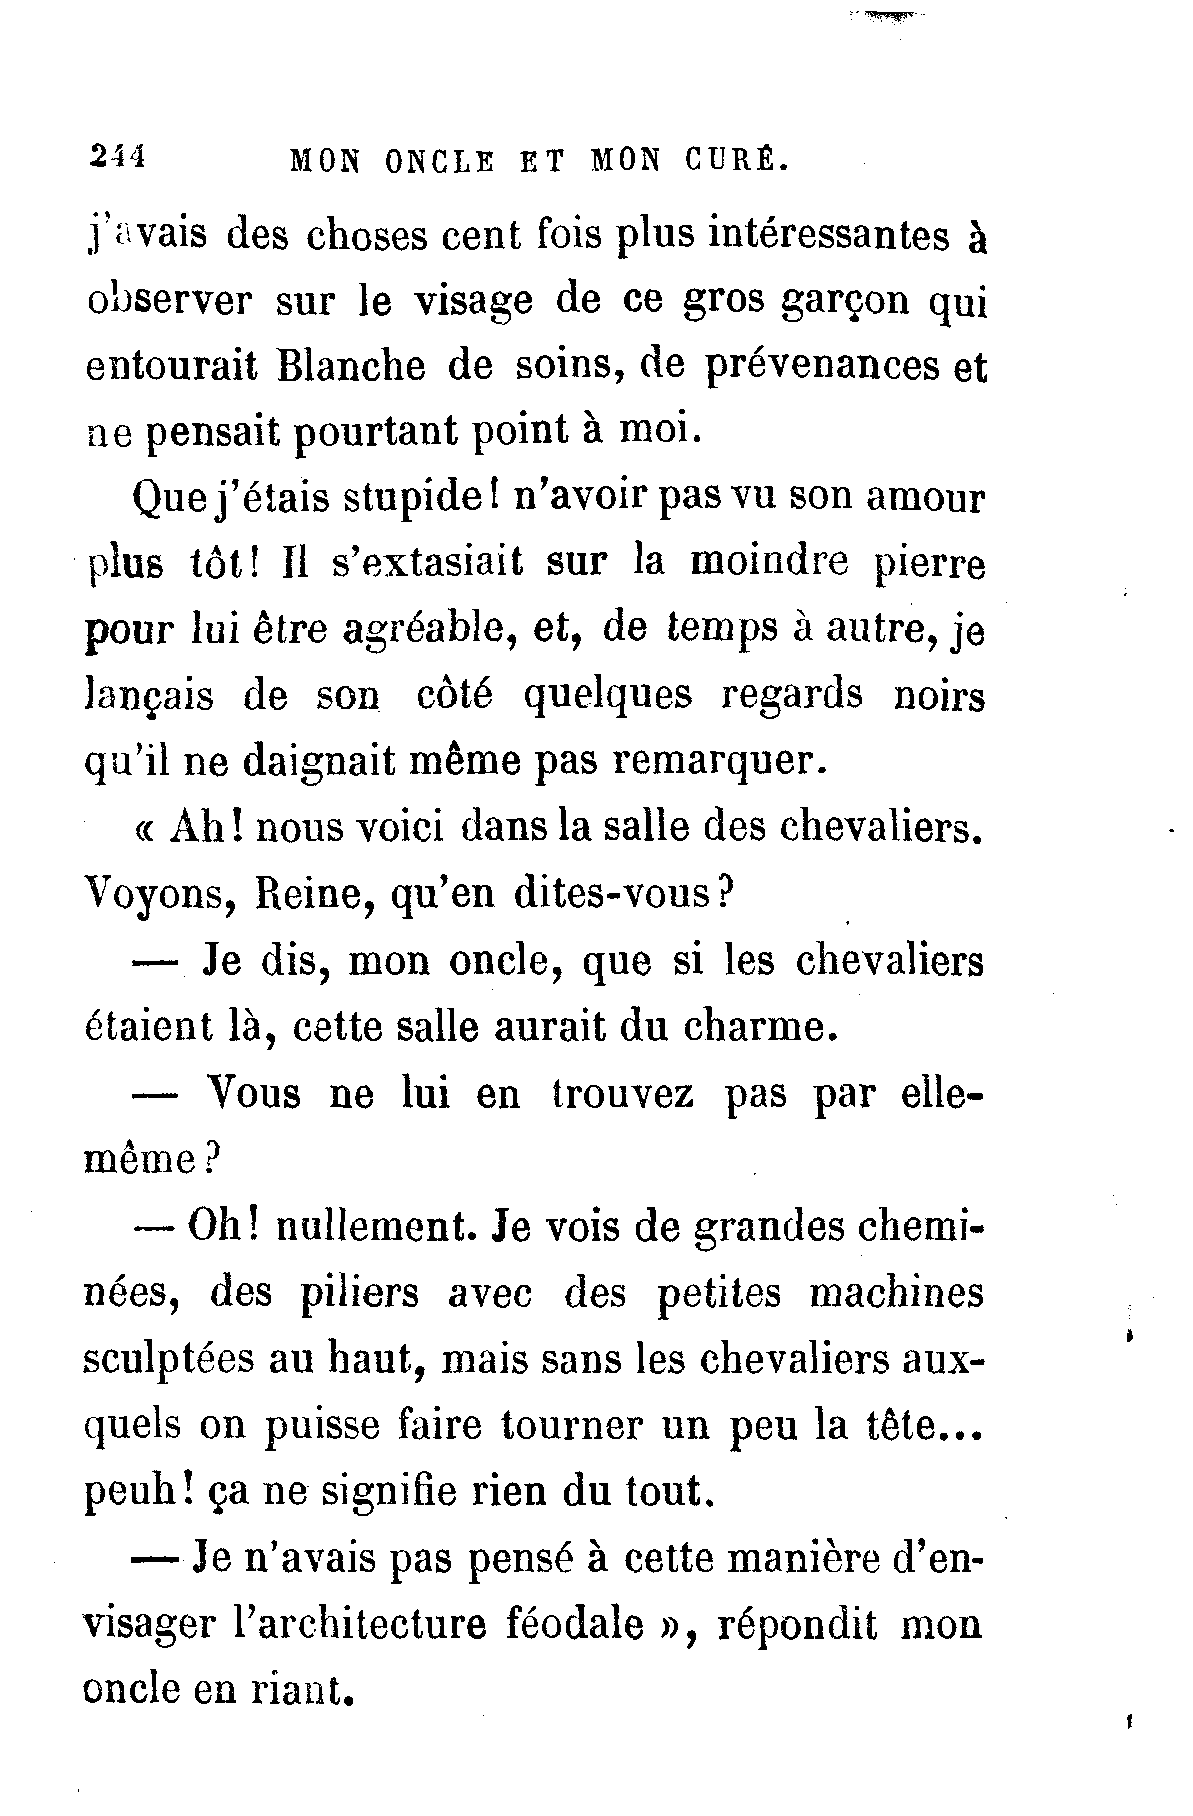 244 MON ONCLE ET MON CURÉ.
j'avais des choses cent fois plus intéressantes à
observer sur le visage de ce gros garçon qui
entourait Blanche de soins, de prévenances et
ne pensait pourtant point à moi.
Que j'étais stupide! n'avoir pas vu son amour
plus tôt! Il s'extasiait sur la moindre pierre
pour lui être agréable, et, de temps à autre, je
lançais de son côté quelques regards noirs
qu'il ne daignait même pas remarquer.
« Ah! nous voici dans la salle des chevaliers.
Voyons, Reine, qu'en dites-vous?
— Je dis, mon oncle, que si les chevaliers
étaient là, cette salle aurait du charme.
— Vous ne lui en trouvez pas par elle-
même?
— Oh! nullement. Je vois de grandes chemi-
nées, des piliers avec des petites machines
sculptées au haut, mais sans les chevaliers aux-
quels on puisse faire tourner un peu la tête...
peuh! ça ne signifie rien du tout.
— Je n'avais pas pensé à cette manière d'en-
visager l'architecture féodale », répondit mon
oncle en riant.